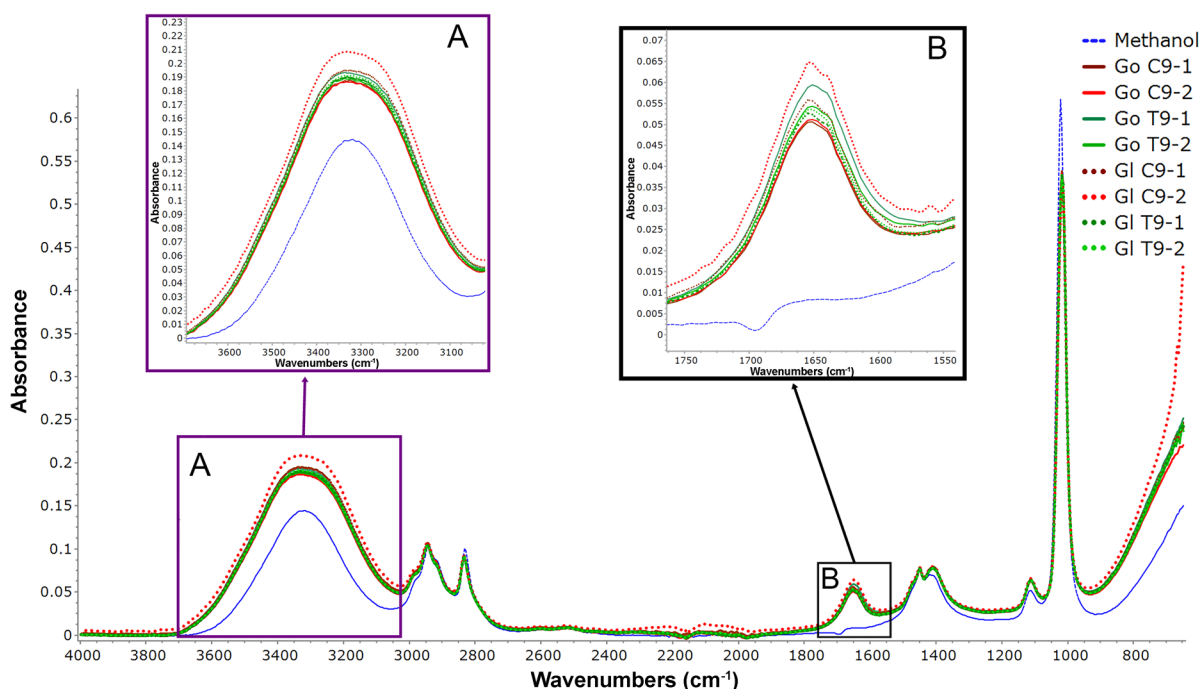 A
0.23
0.22
0.21
0.2
0.19
0.18
0.17
0.16
0.15
0.14
0.13
0.12
0.11
0.1
0.09
0.08
0.07
0.06
0.05
0.04
0.03
0.02
0.01
0
Absorbance
3600 3500 3400 3300 3200 3100
Wavenumbers (cm⁻¹)
B
0.07
0.065
0.06
0.055
0.05
0.045
0.04
0.035
0.03
0.025
0.02
0.015
0.01
0.005
0
Absorbance
1750 1700 1650 1600 1550
Wavenumbers (cm⁻¹)
Methanol
Go C9-1
Go C9-2
Go T9-1
Go T9-2
Gl C9-1
Gl C9-2
Gl T9-1
Gl T9-2
0.6
0.55
0.5
0.45
0.4
0.35
0.3
0.25
0.2
0.15
0.1
0.05
0
Absorbance
A
B
4000 3800 3600 3400 3200 3000 2800 2600 2400 2200 2000 1800 1600 1400 1200 1000 800
Wavenumbers (cm⁻¹)